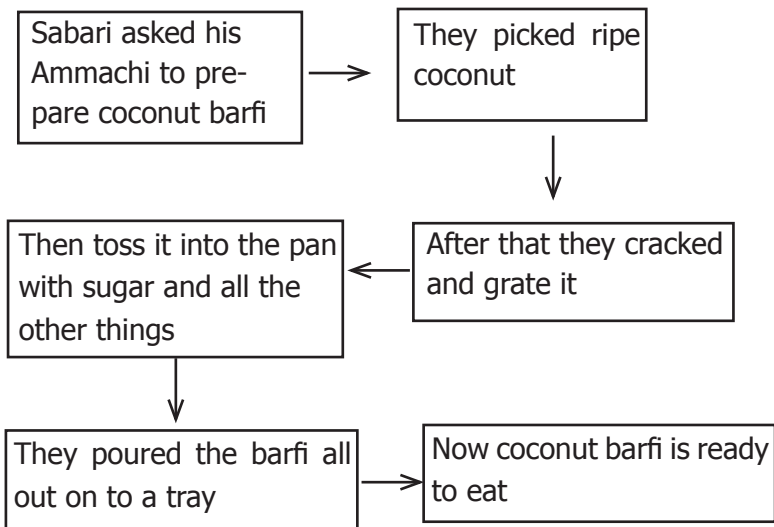 Sabari asked his
Ammachi to pre-
pare coconut barfi
They picked ripe
coconut
After that they cracked
and grate it
Then toss it into the pan
with sugar and all the
other things
They poured the barfi all
out on to a tray
Now coconut barfi is ready
to eat